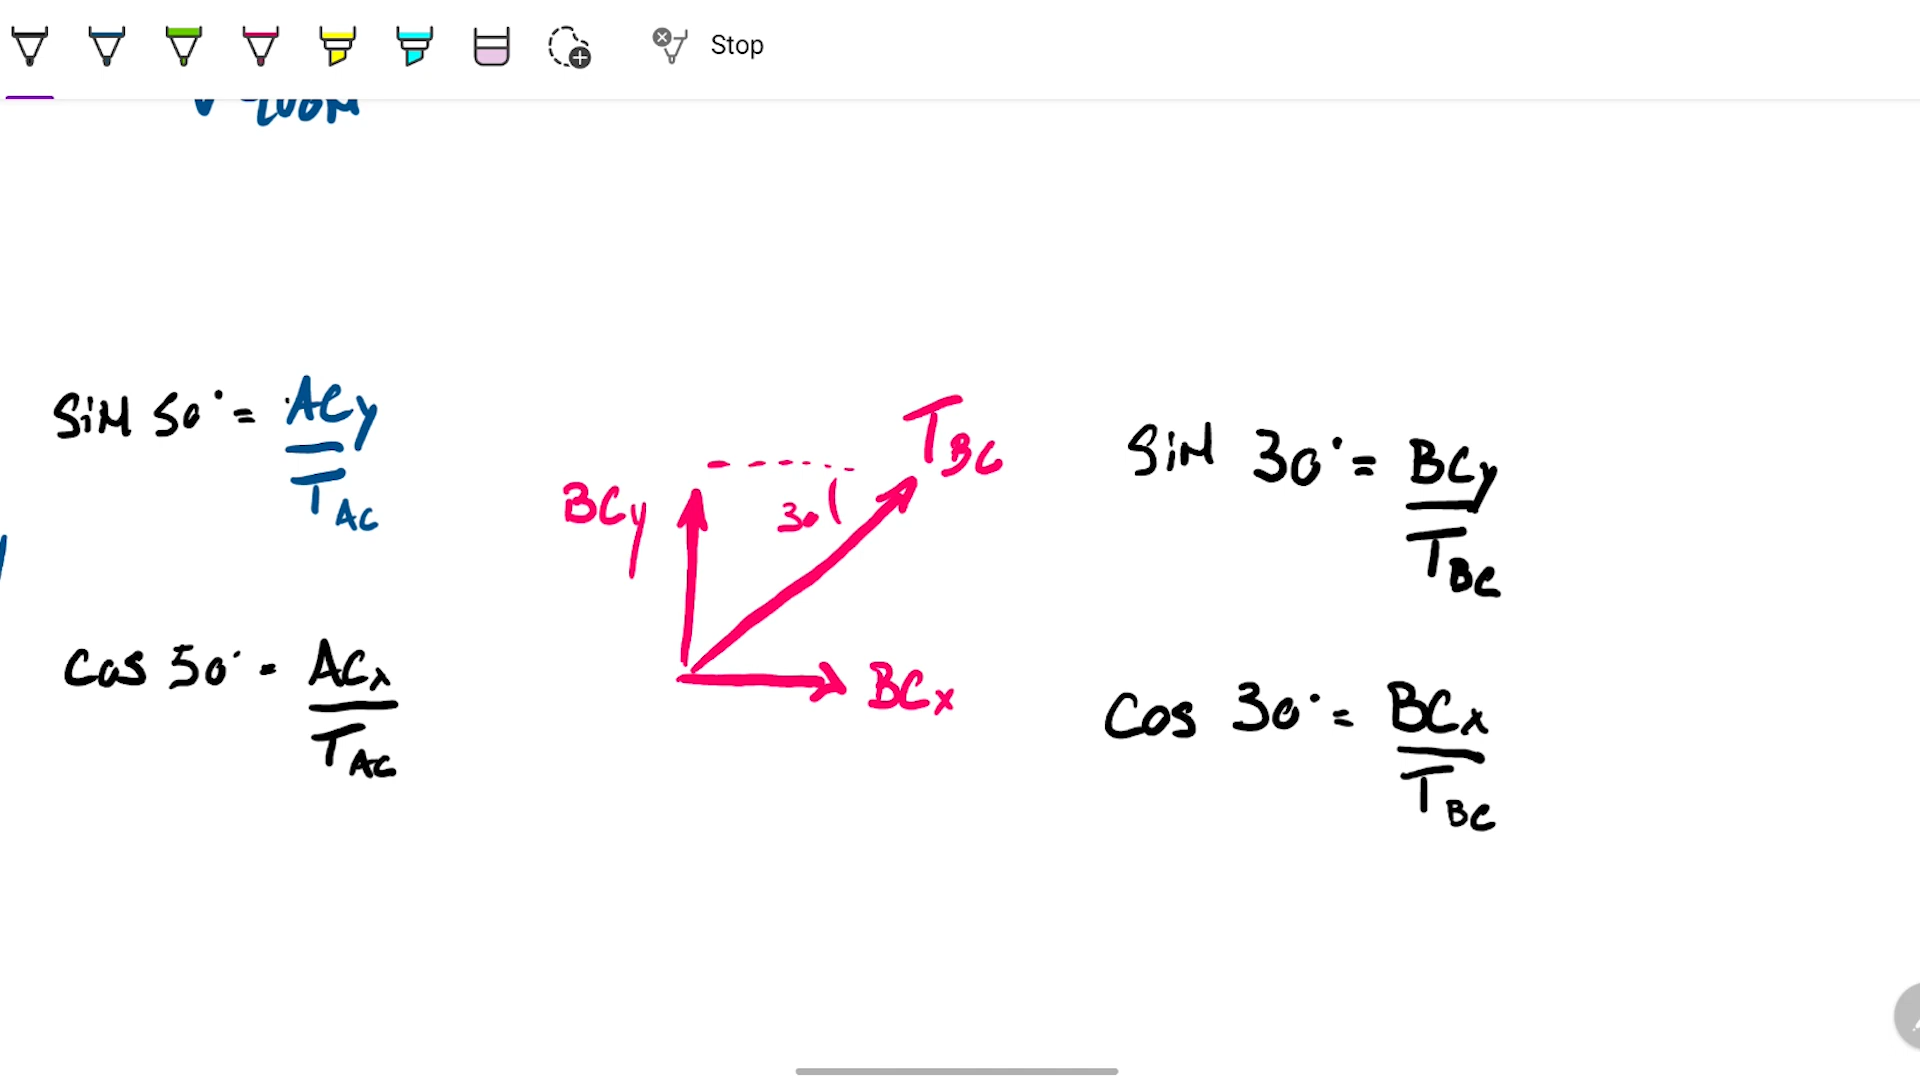 Stop
Sin 50° = ACy
TAC
Cos 50° = ACx
TAC
TBC
BCy
30
BCx
Sin 30° = BCy
TBC
Cos 30° = BCx
TBC